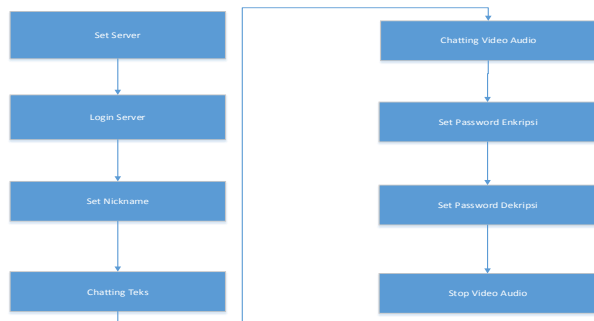 Set Server
Login Server
Set Nickname
Chatting Teks
Chatting Video Audio
Set Password Enkripsi
Set Password Dekripsi
Stop Video Audio